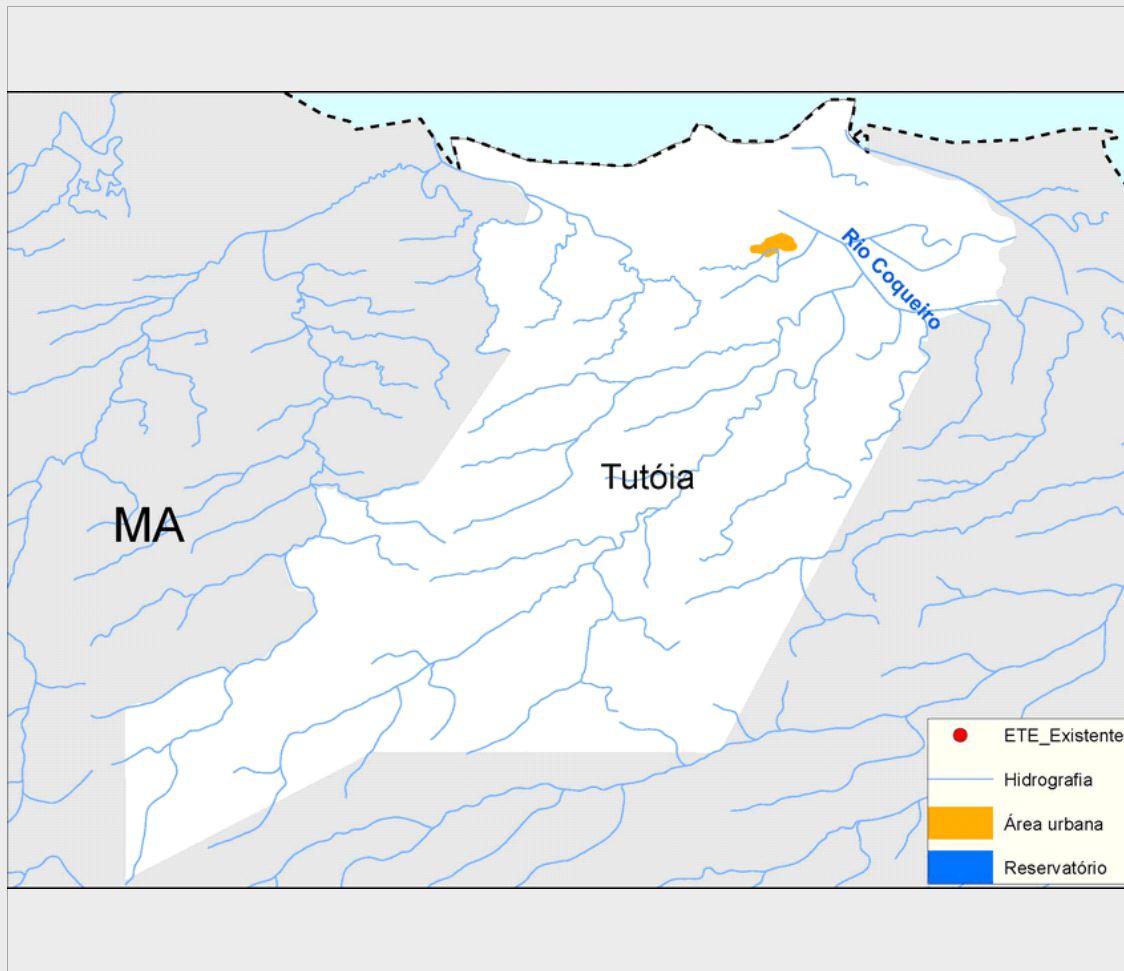 Rio Coqueiro
Tutóia
MA
ETE_Existente
Hidrografia
Área urbana
Reservatório